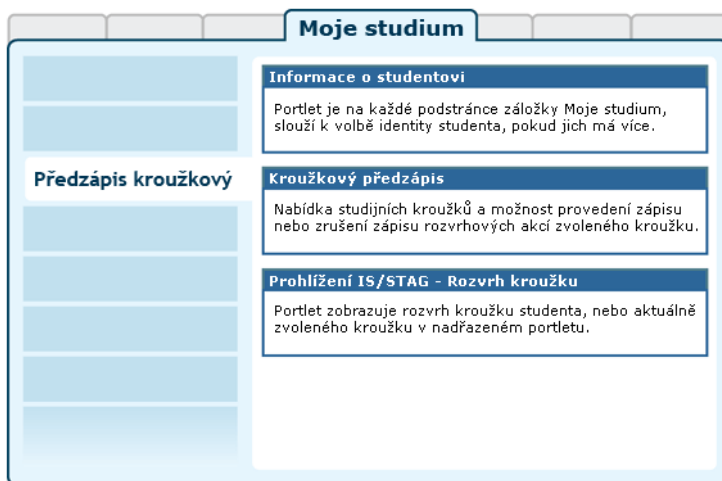 Moje studium
Předzápis kroužkový
Informace o studentovi
Portlet je na každé podstránce záložky Moje studium,
slouží k volbě identity studenta, pokud jich má více.
Kroužkový předzápis
Nabídka studijních kroužků a možnost provedení zápisu
nebo zrušení zápisu rozvrhových akcí zvoleného kroužku.
Prohlížení IS/STAG - Rozvrh kroužku
Portlet zobrazuje rozvrh kroužku studenta, nebo aktuálně
zvoleného kroužku v nadřazeném portletu.